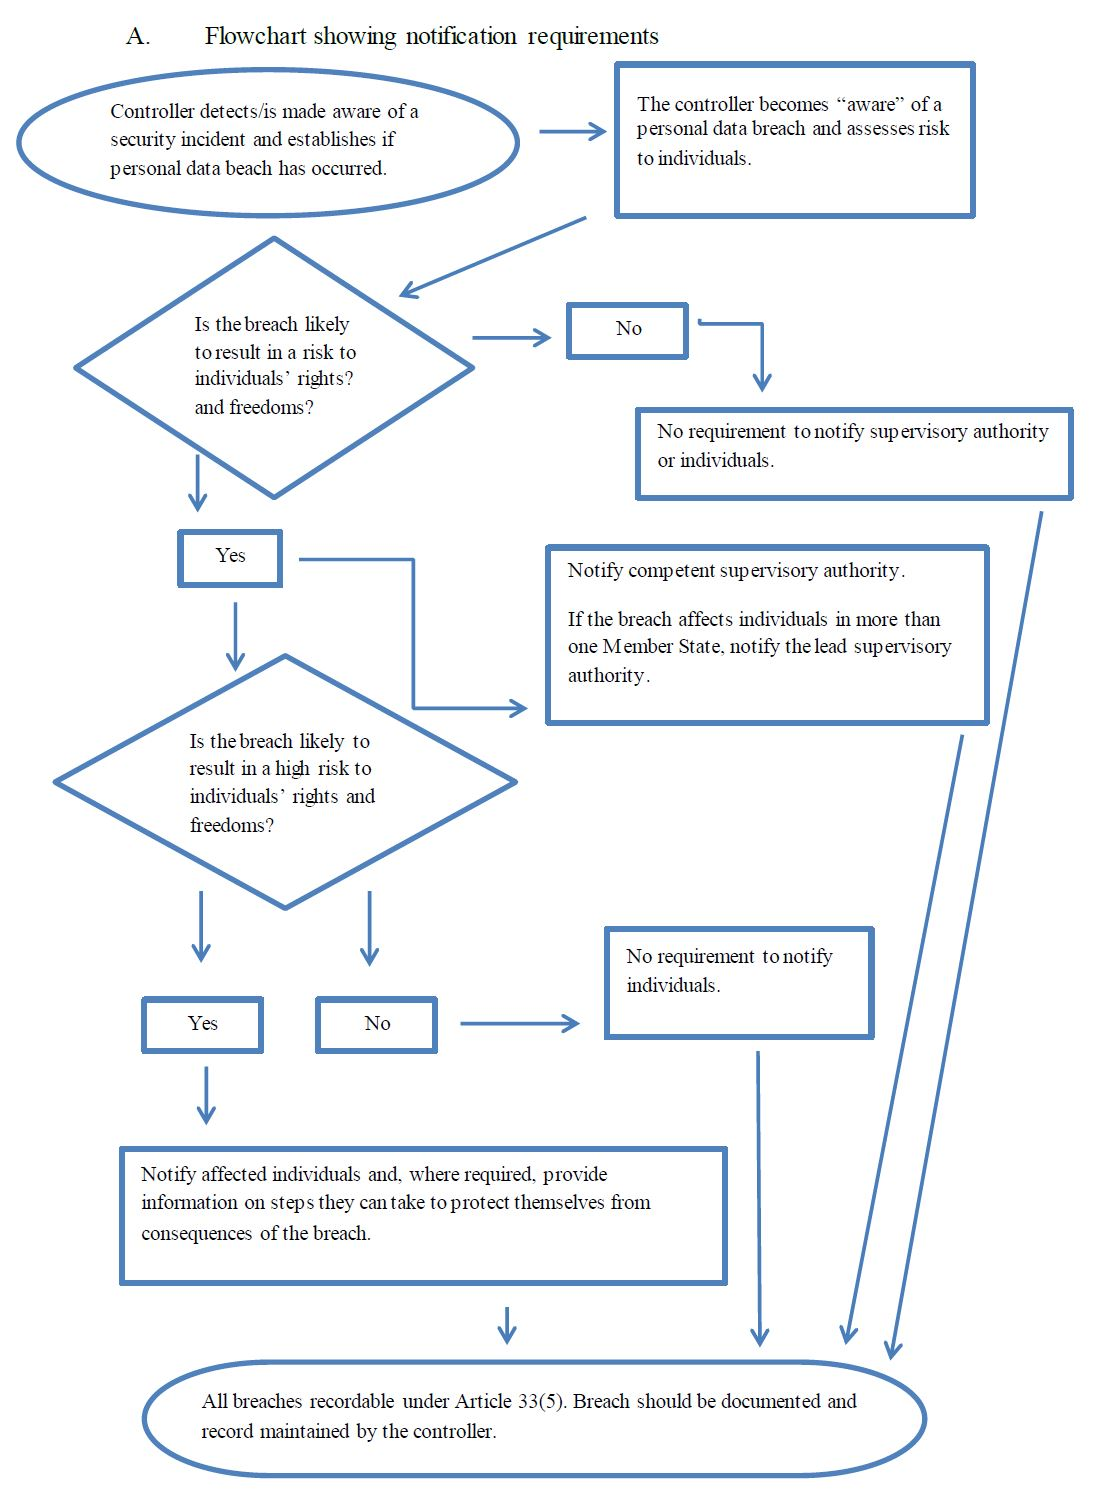 A. Flowchart showing notification requirements
Controller detects/is made aware of a
security incident and establishes if
personal data beach has occurred.
The controller becomes “aware” of a
personal data breach and assesses risk
to individuals.
Is the breach likely
to result in a risk to
individuals’ rights?
and freedoms?
No
No requirement to notify supervisory authority
or individuals.
Yes
Notify competent supervisory authority.
If the breach affects individuals in more than
one Member State, notify the lead supervisory
authority.
Is the breach likely to
result in a high risk to
individuals’ rights and
freedoms?
Yes
No
No requirement to notify
individuals.
Notify affected individuals and, where required, provide
information on steps they can take to protect themselves from
consequences of the breach.
All breaches recordable under Article 33(5). Breach should be documented and
record maintained by the controller.